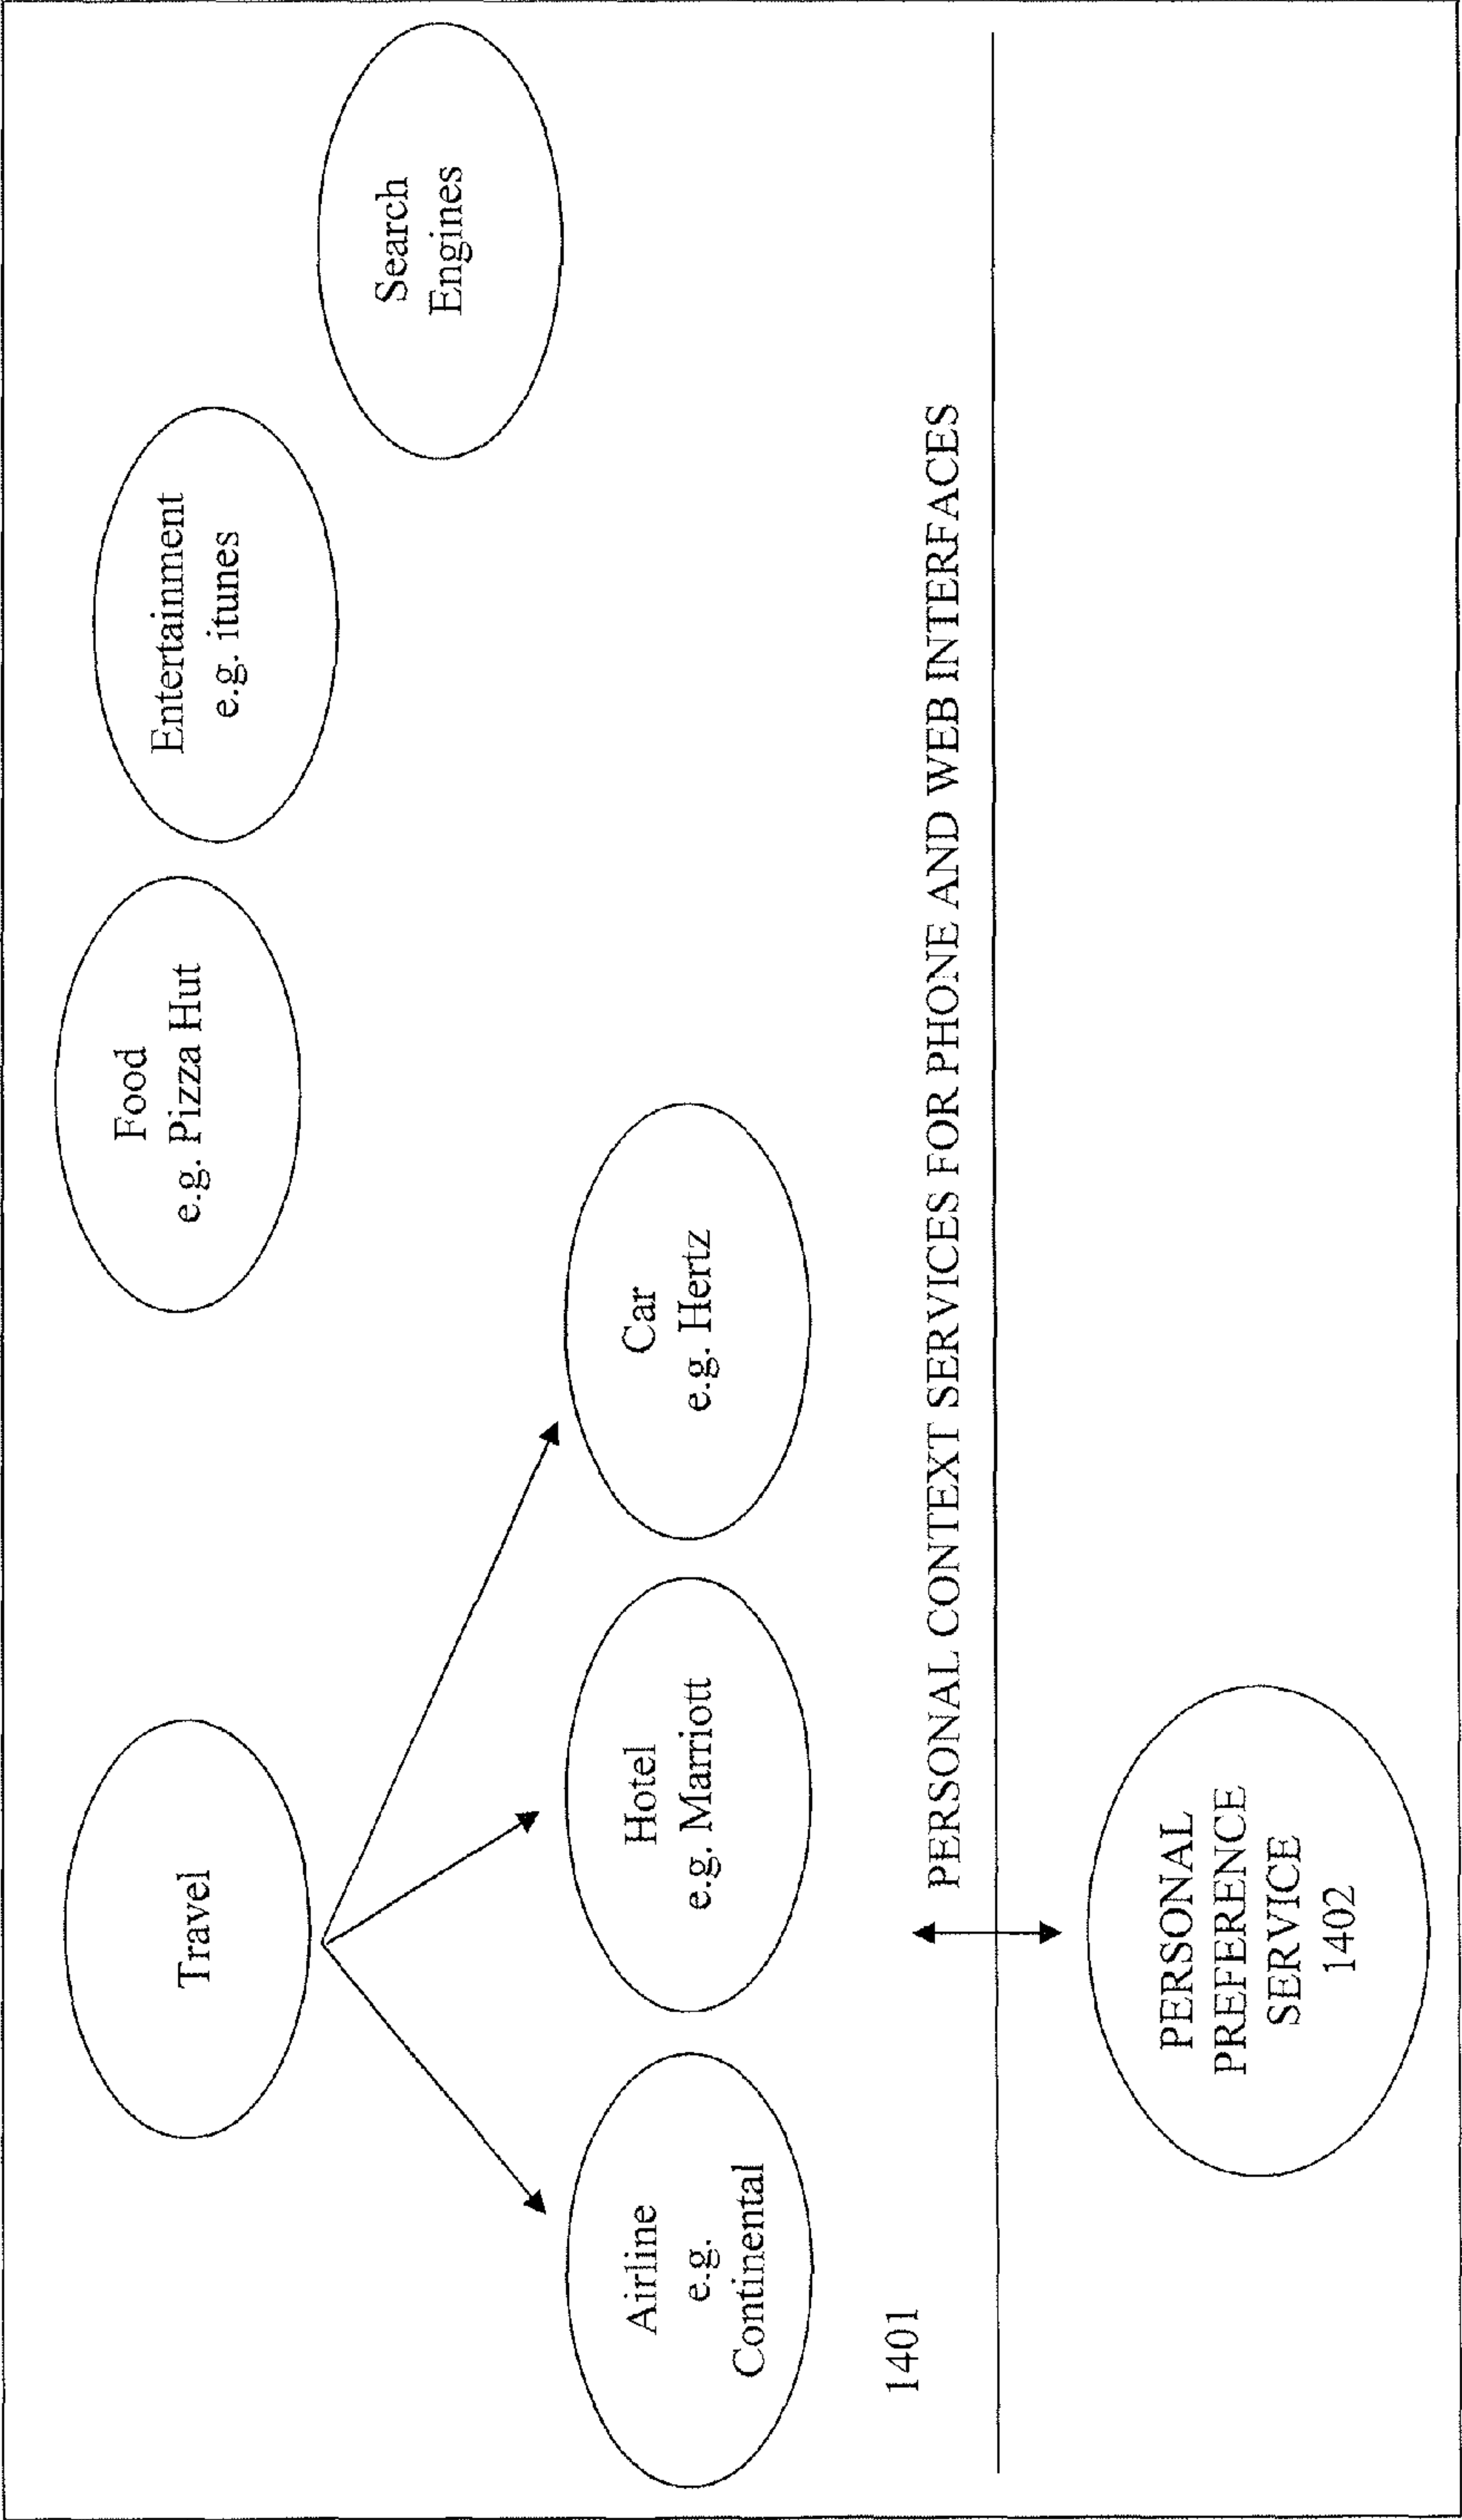 Travel
Food
e.g. Pizza Hut
Entertainment
e.g. itunes
Search
Engines
Airline
e.g.
Continental
Hotel
e.g. Marriott
Car
e.g. Hertz
1401
PERSONAL CONTEXT SERVICES FOR PHONE AND WEB INTERFACES
PERSONAL
PREFERENCE
SERVICE
1402